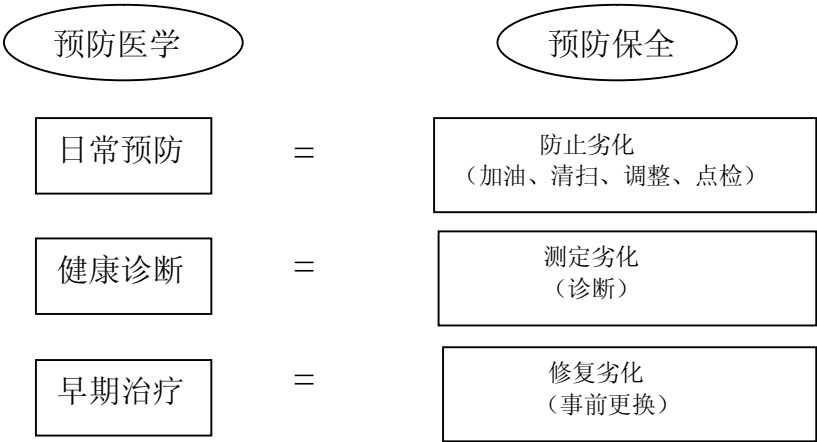 预防医学
预防保全
日常预防
=
防止劣化
（加油、清扫、调整、点检）
健康诊断
=
测定劣化
（诊断）
早期治疗
=
修复劣化
（事前更换）